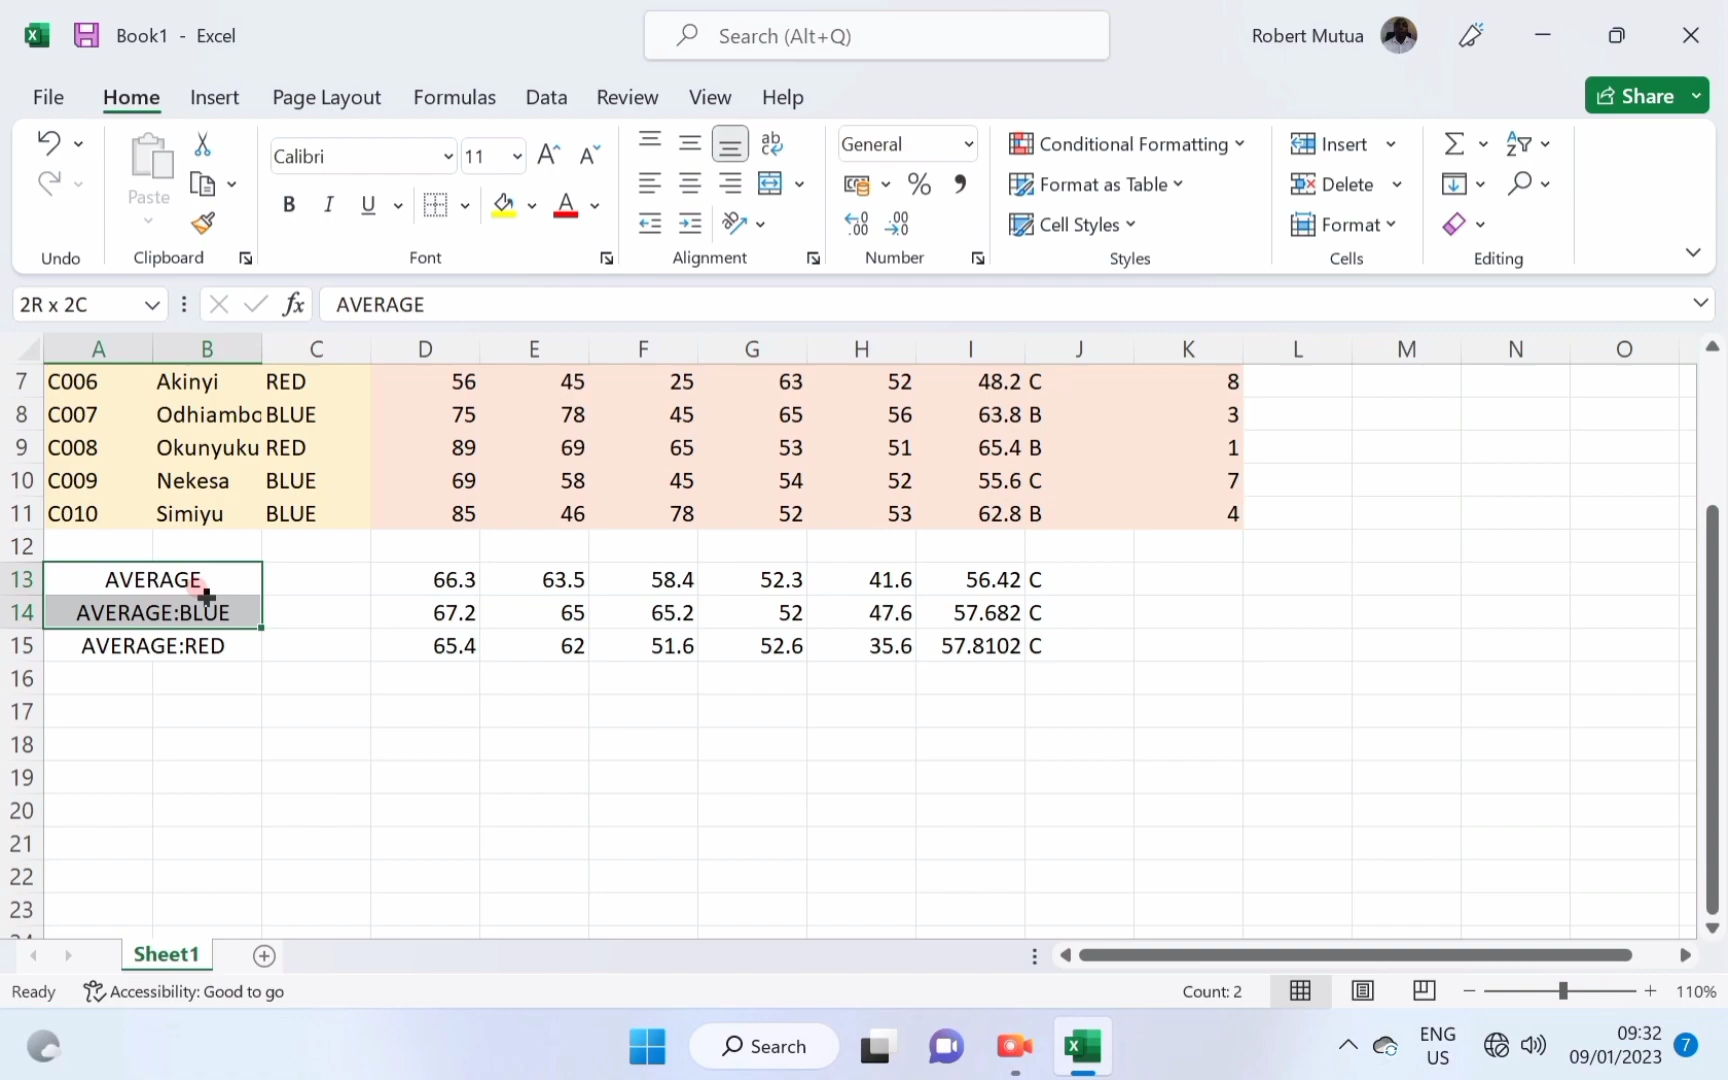 Book1 - Excel
Search (Alt+Q)
Robert Mutua
File Home Insert Page Layout Formulas Data Review View Help
Share
Paste
Calibri 11
B I U
ab
General
% ,
Conditional Formatting
Format as Table
Cell Styles
Insert
Delete
Format
Undo Clipboard Font Alignment Number Styles Cells Editing
2R x 2C
fx AVERAGE
A B C D E F G H I J K L M N O
7 C006 Akinyi RED 56 45 25 63 52 48.2 C 8
8 C007 Odhiambo BLUE 75 78 45 65 56 63.8 B 3
9 C008 Okunyuku RED 89 69 65 53 51 65.4 B 1
10 C009 Nekesa BLUE 69 58 45 54 52 55.6 C 7
11 C010 Simiyu BLUE 85 46 78 52 53 62.8 B 4
12
13 AVERAGE 66.3 63.5 58.4 52.3 41.6 56.42 C
14 AVERAGE:BLUE 67.2 65 65.2 52 47.6 57.682 C
15 AVERAGE:RED 65.4 62 51.6 52.6 35.6 57.8102 C
16
17
18
19
20
21
22
23
Sheet1
Ready Accessibility: Good to go Count: 2 110%
Search
ENG
US
09:32
09/01/2023
7